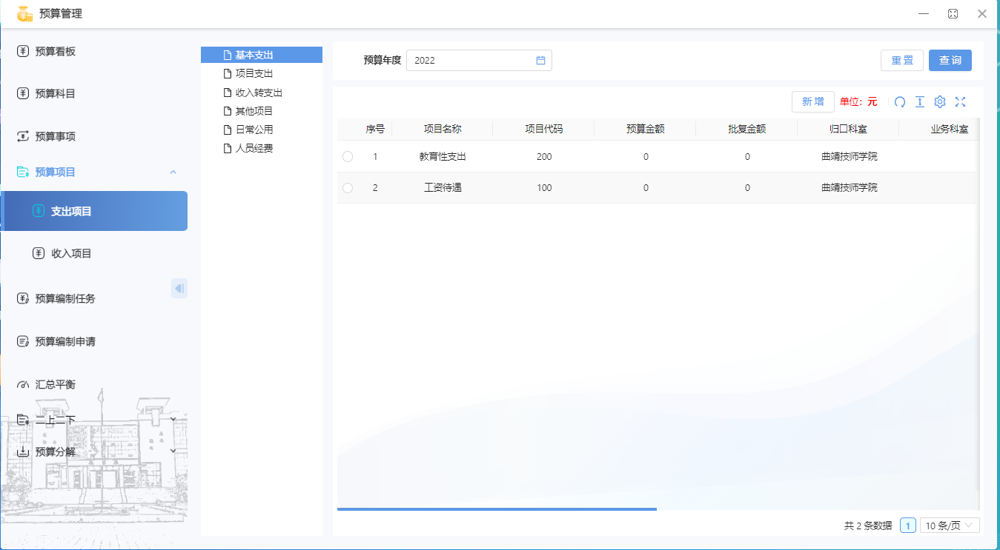 预算管理
预算看板
预算科目
预算事项
预算项目
支出项目
收入项目
预算编制任务
预算编制申请
汇总平衡
二上二下
预算分解
基本支出
项目支出
收入转支出
其他项目
日常公用
人员经费
预算年度 2022 重置 查询
新增 单位：元
序号 项目名称 项目代码 预算金额 批复金额 归口科室 业务科室
1 教育性支出 200 0 0 曲靖技师学院
2 工资待遇 100 0 0 曲靖技师学院
共 2 条数据 1 10 条/页